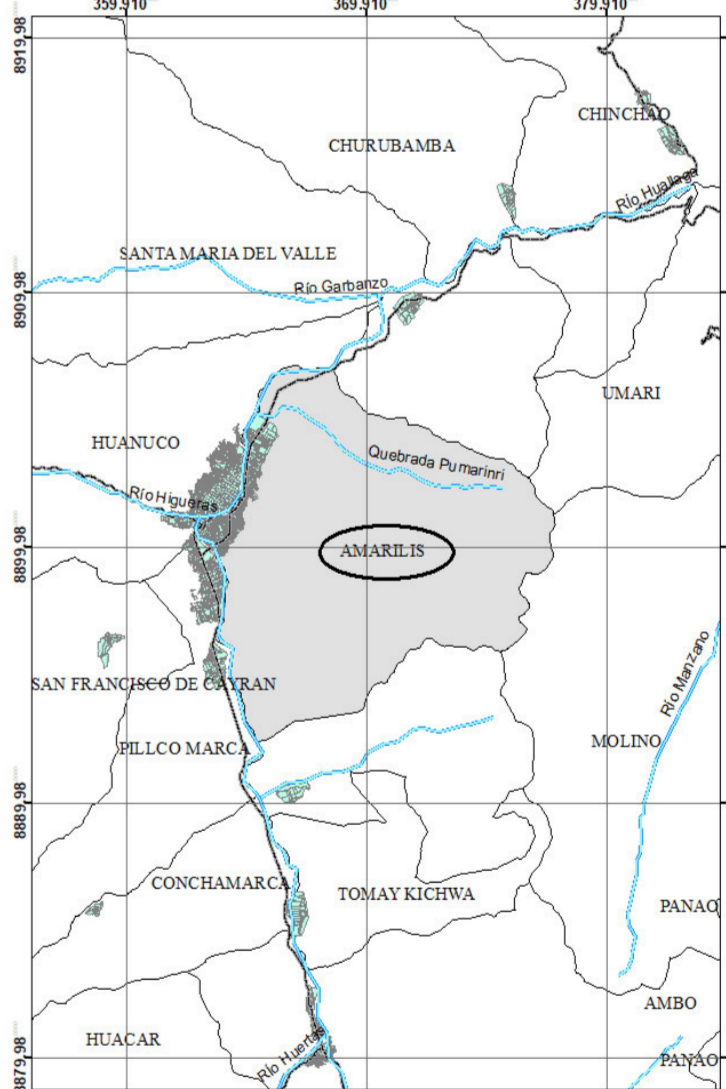 359.910
369.910
379.910
8919.98
CHINCHAO
CHURUBAMBA
Río Huallaga
SANTA MARIA DEL VALLE
Río Garbanzo
8909.98
UMARI
HUANUCO
Quebrada Pumarinri
Río Higueras
8899.98
AMARILIS
Río Manzano
SAN FRANCISCO DE CAYRAN
PILLCO MARCA
MOLINO
8889.98
CONCHAMARCA
TOMAY KICHWA
PANAO
AMBO
HUACAR
Río Huertas
8879.98
PANAO